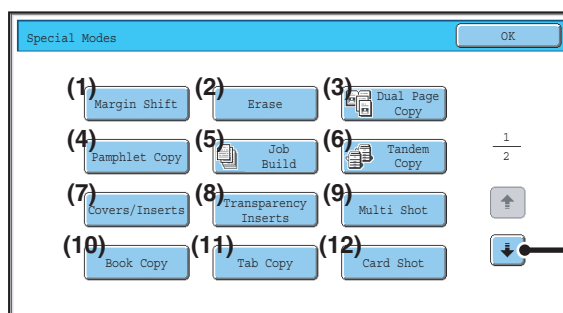 Special Modes
OK
(1) Margin Shift
(2) Erase
(3) Dual Page
Copy
(4) Pamphlet Copy
(5) Job
Build
(6) Tandem
Copy
1
2
(7) Covers/Inserts
(8) Transparency
Inserts
(9) Multi Shot
(10) Book Copy
(11) Tab Copy
(12) Card Shot